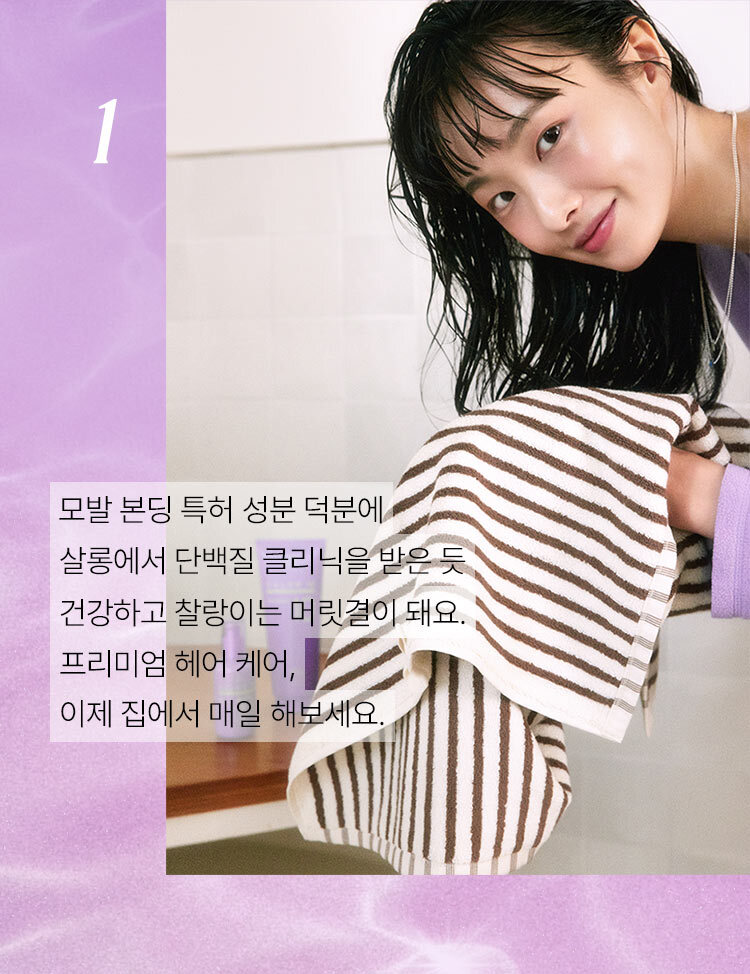 1
모발 본딩 특허 성분 덕분에
살롱에서 단백질 클리닉을 받은 듯
건강하고 찰랑이는 머릿결이 돼요.
프리미엄 헤어 케어,
이제 집에서 매일 해보세요.